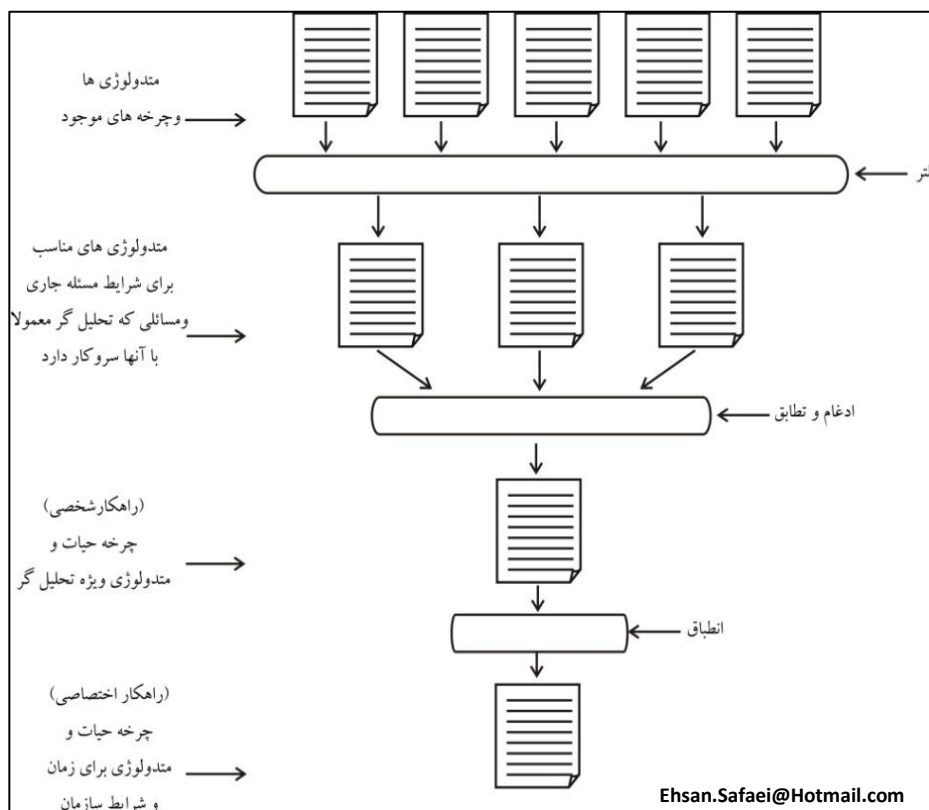 متدولوژی ها
وچرخه های موجود
متدولوژی های مناسب
برای شرایط مسئله جاری
ومسائلی که تحلیل گر معمولا
با آنها سروکار دارد
ادغام و تطابق
(راهکارشخصی)
چرخه حیات و
متدولوژی ویژه تحلیل گر
انطباق
(راهکار اختصاصی)
چرخه حیات و
متدولوژی برای زمان
و شرایط سازمان
Ehsan.Safaei@Hotmail.com